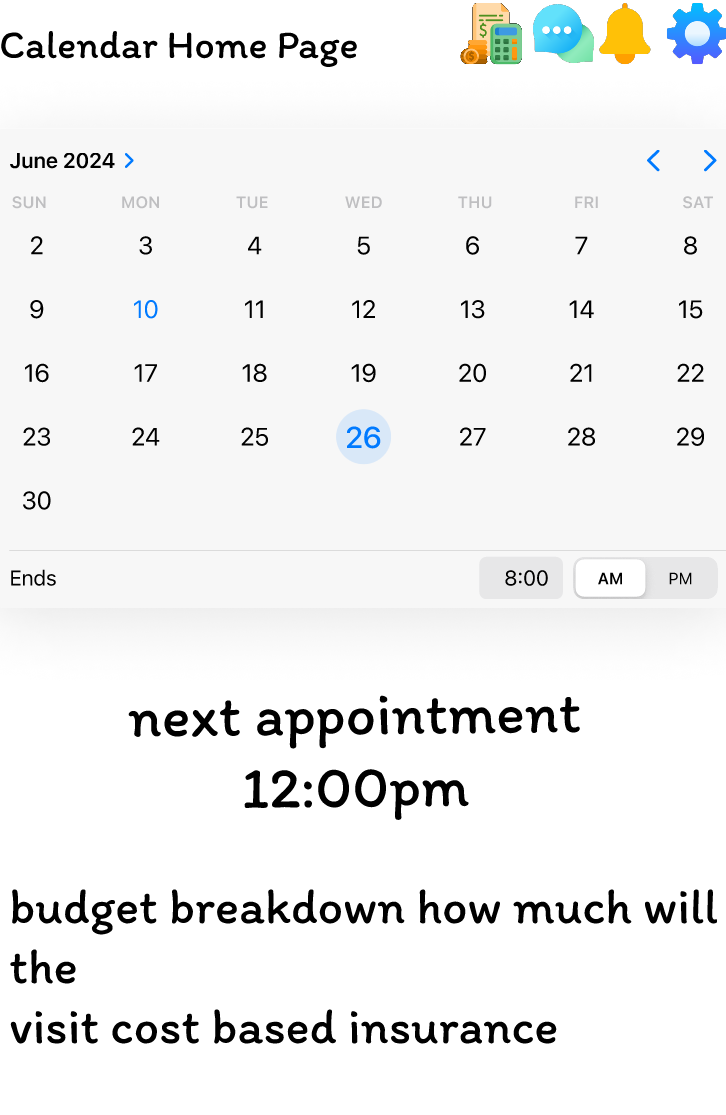 Calendar Home Page
June 2024
SUN MON TUE WED THU FRI SAT
2 3 4 5 6 7 8
9 10 11 12 13 14 15
16 17 18 19 20 21 22
23 24 25 26 27 28 29
30
Ends 8:00 AM PM
next appointment
12:00pm
budget breakdown how much will
the
visit cost based insurance